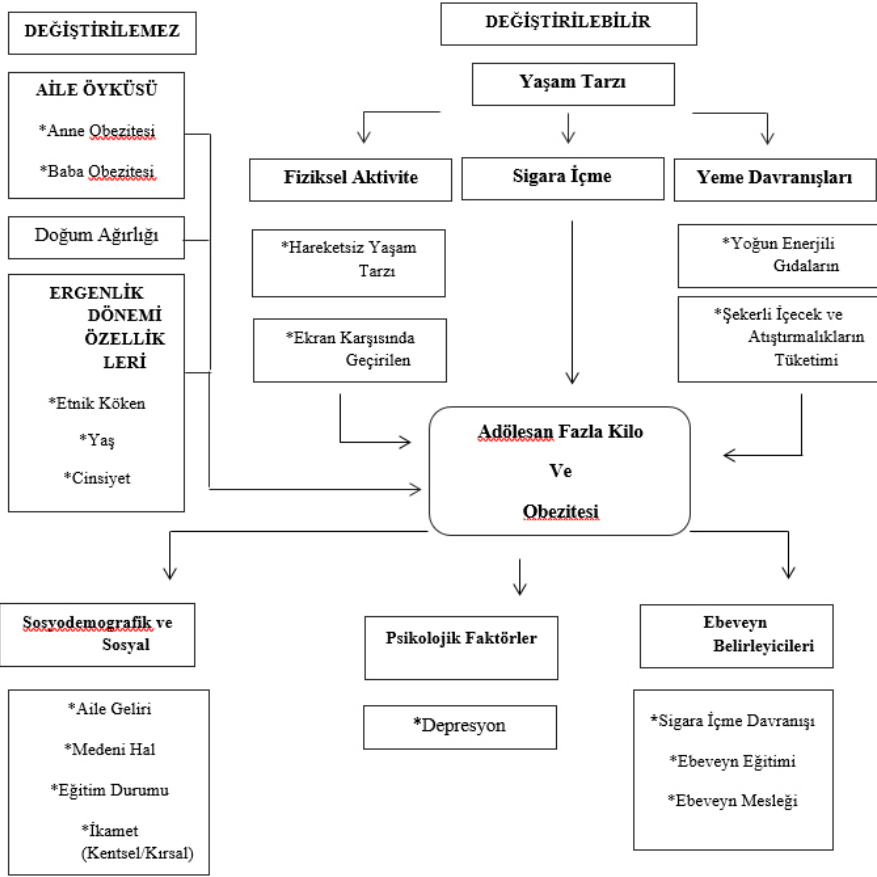 DEĞİŞTİRİLEMEZ
AİLE ÖYKÜSÜ
*Anne Obezitesi
*Baba Obezitesi
Doğum Ağırlığı
ERGENLİK
DÖNEMİ
ÖZELLİK
LERİ
*Etnik Köken
*Yaş
*Cinsiyet
DEĞİŞTİRİLEBİLİR
Yaşam Tarzı
Fiziksel Aktivite
*Hareketsiz Yaşam
Tarzı
*Ekran Karşısında
Geçirilen
Sigara İçme
Yeme Davranışları
*Yoğun Enerjili
Gıdaların
*Şekerli İçecek ve
Atıştırmalıkların
Tüketimi
Adölesan Fazla Kilo
Ve
Obezitesi
Sosyodemografik ve
Sosyal
*Aile Geliri
*Medeni Hal
*Eğitim Durumu
*İkamet
(Kentsel/Kırsal)
Psikolojik Faktörler
*Depresyon
Ebeveyn
Belirleyicileri
*Sigara İçme Davranışı
*Ebeveyn Eğitimi
*Ebeveyn Mesleği